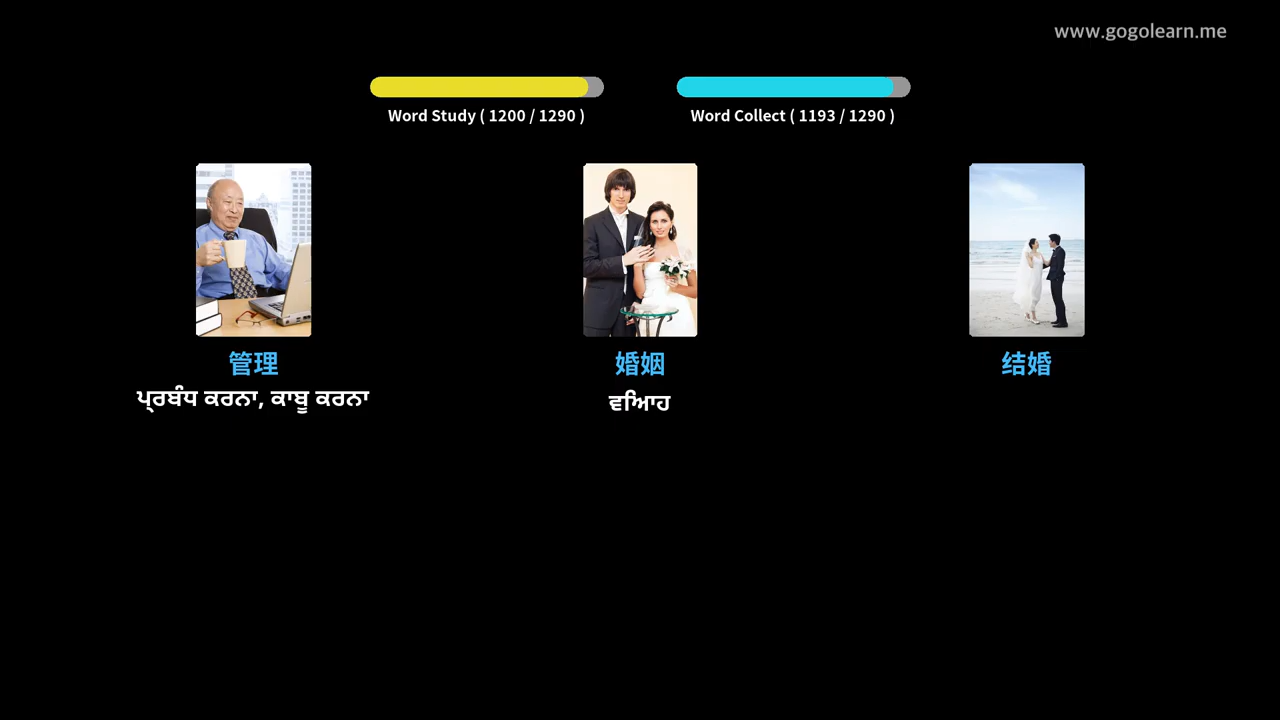 www.gogolearn.me
Word Study ( 1200 / 1290 )
Word Collect ( 1193 / 1290 )
管理
婚姻
结婚
ਪ੍ਰਬੰਧ ਕਰਨਾ, ਕਾਬੂ ਕਰਨਾ
ਵਿਆਹ